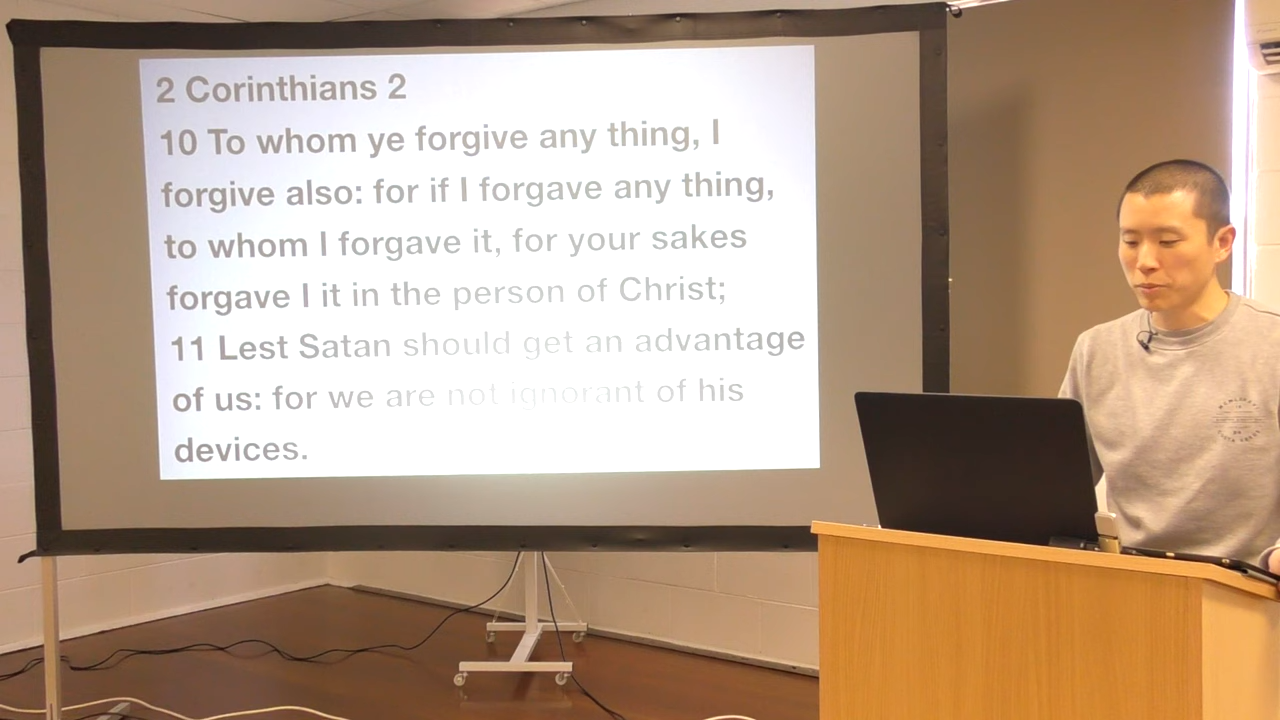 2 Corinthians 2
10 To whom ye forgive any thing, I
forgive also: for if I forgave any thing,
to whom I forgave it, for your sakes
forgave I it in the person of Christ;
11 Lest Satan should get an advantage
of us: for we are not ignorant of his
devices.